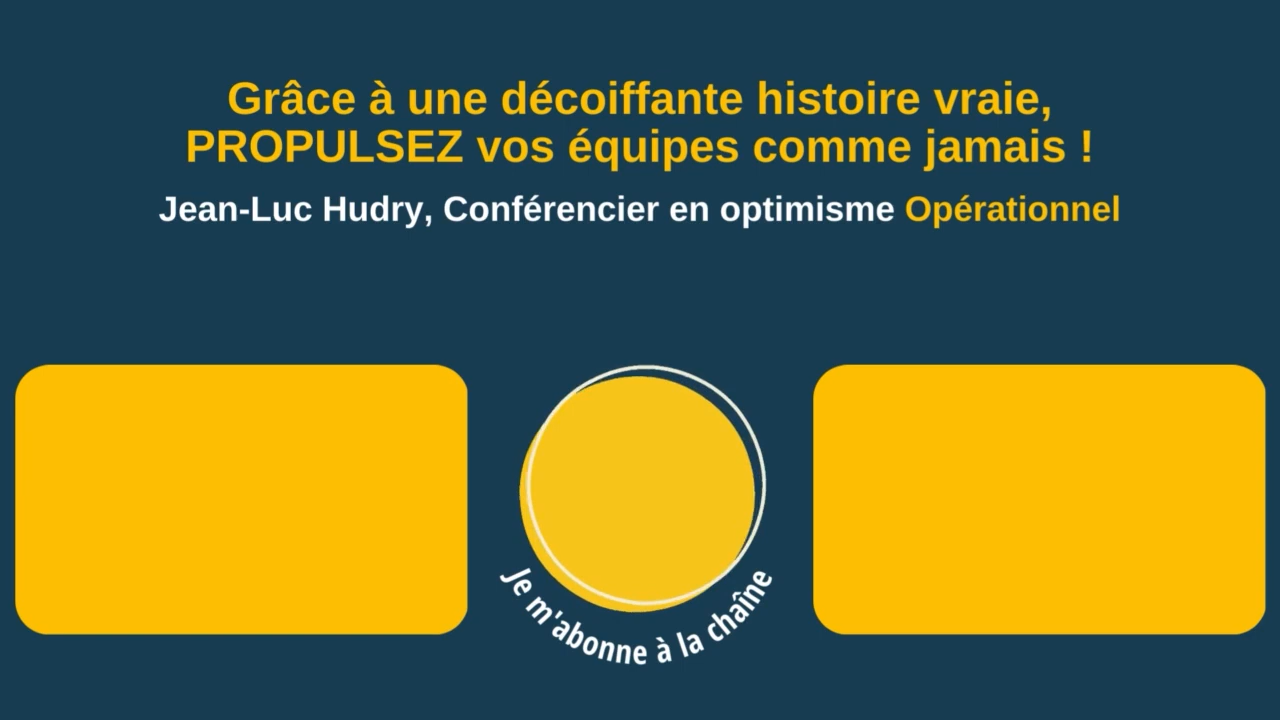 Grâce à une décoiffante histoire vraie,
PROPULSEZ vos équipes comme jamais !
Jean-Luc Hudry, Conférencier en optimisme Opérationnel
Je m'abonne à la chaîne